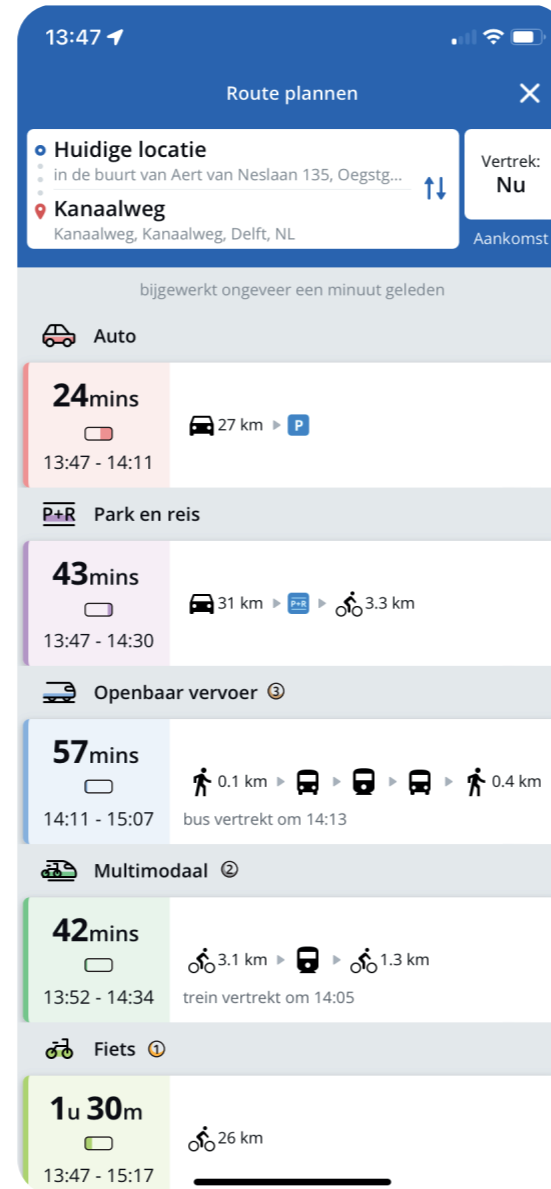 13:47
Route plannen
Huidige locatie
in de buurt van Aert van Neslaan 135, Oegstg...
Kanaalweg
Kanaalweg, Kanaalweg, Delft, NL
Vertrek:
Nu
Aankomst
bijgewerkt ongeveer een minuut geleden
Auto
24mins
13:47 - 14:11
27 km P
P+R Park en reis
43mins
13:47 - 14:30
31 km P+R 3.3 km
Openbaar vervoer 3
57mins
14:11 - 15:07
0.1 km 0.4 km
bus vertrekt om 14:13
Multimodaal 2
42mins
13:52 - 14:34
3.1 km 1.3 km
trein vertrekt om 14:05
Fiets 1
1u 30m
13:47 - 15:17
26 km